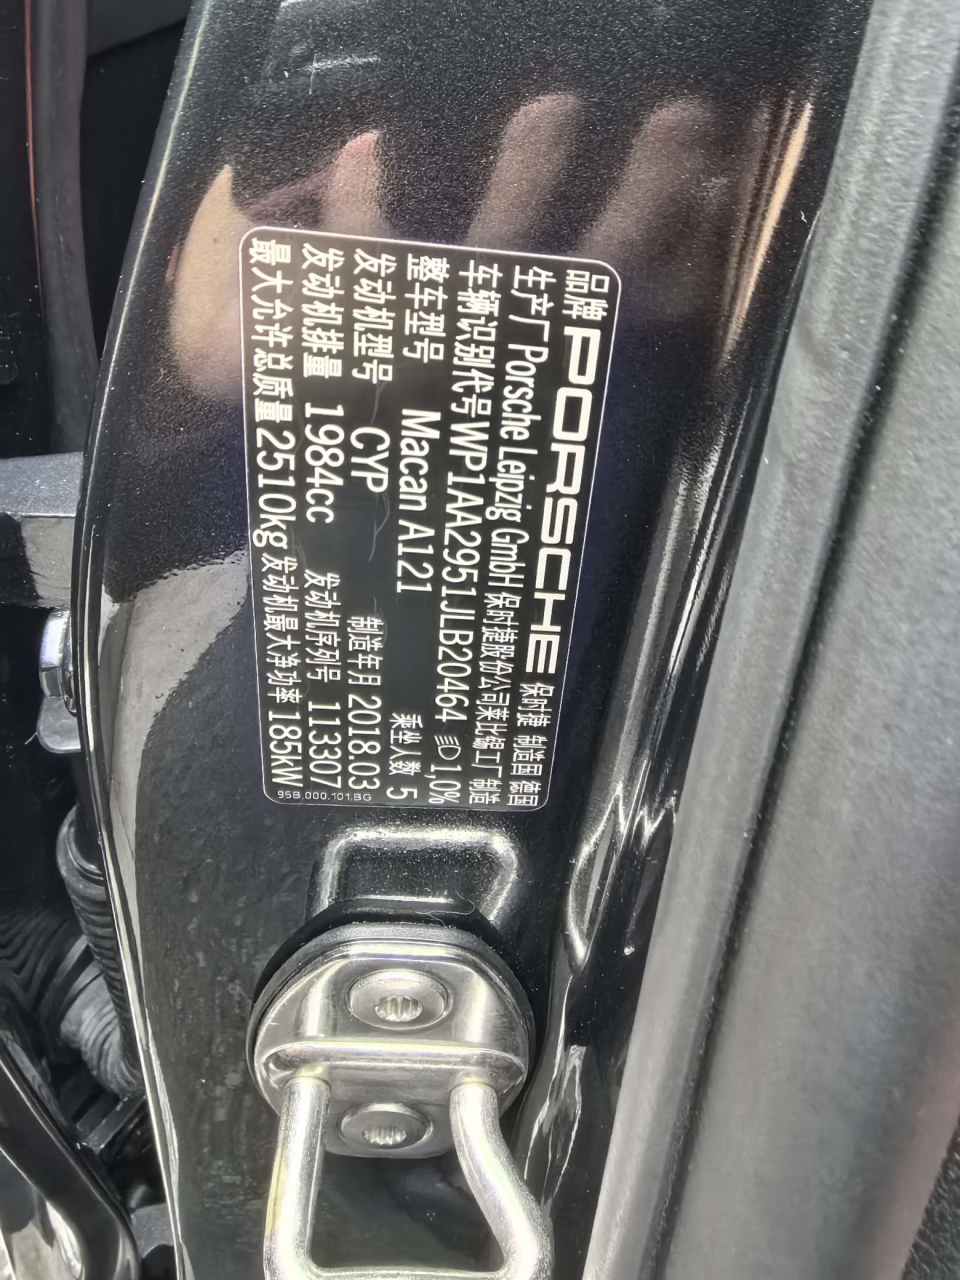 品牌 PORSCHE 保时捷 制造国 德国
生产厂 Porsche Leipzig GmbH 保时捷股份公司莱比锡工厂制造
车辆识别代号 WP1AA2951JLB20464 1,0%
整车型号 Macan A121 乘坐人数 5
发动机型号 CYP 制造年月 2018.03
发动机排量 1984cc 发动机序列号 113307
最大允许总质量 2510kg 发动机最大净功率 185kW
95B.000.101.BG